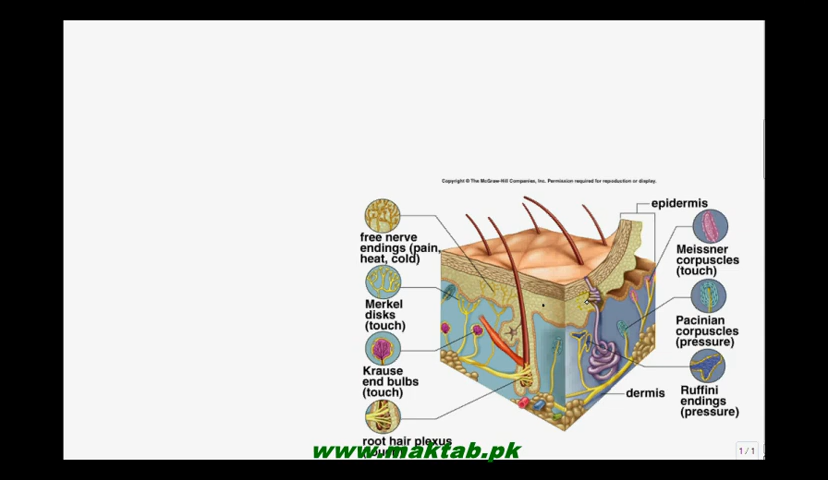 Copyright © The McGraw-Hill Companies, Inc. Permission required for reproduction or display.
epidermis
free nerve
endings (pain,
heat, cold)
Meissner
corpuscles
(touch)
Merkel
disks
(touch)
Pacinian
corpuscles
(pressure)
Krause
end bulbs
(touch)
Ruffini
endings
(pressure)
dermis
root hair plexus
www.maktab.pk
1 / 1